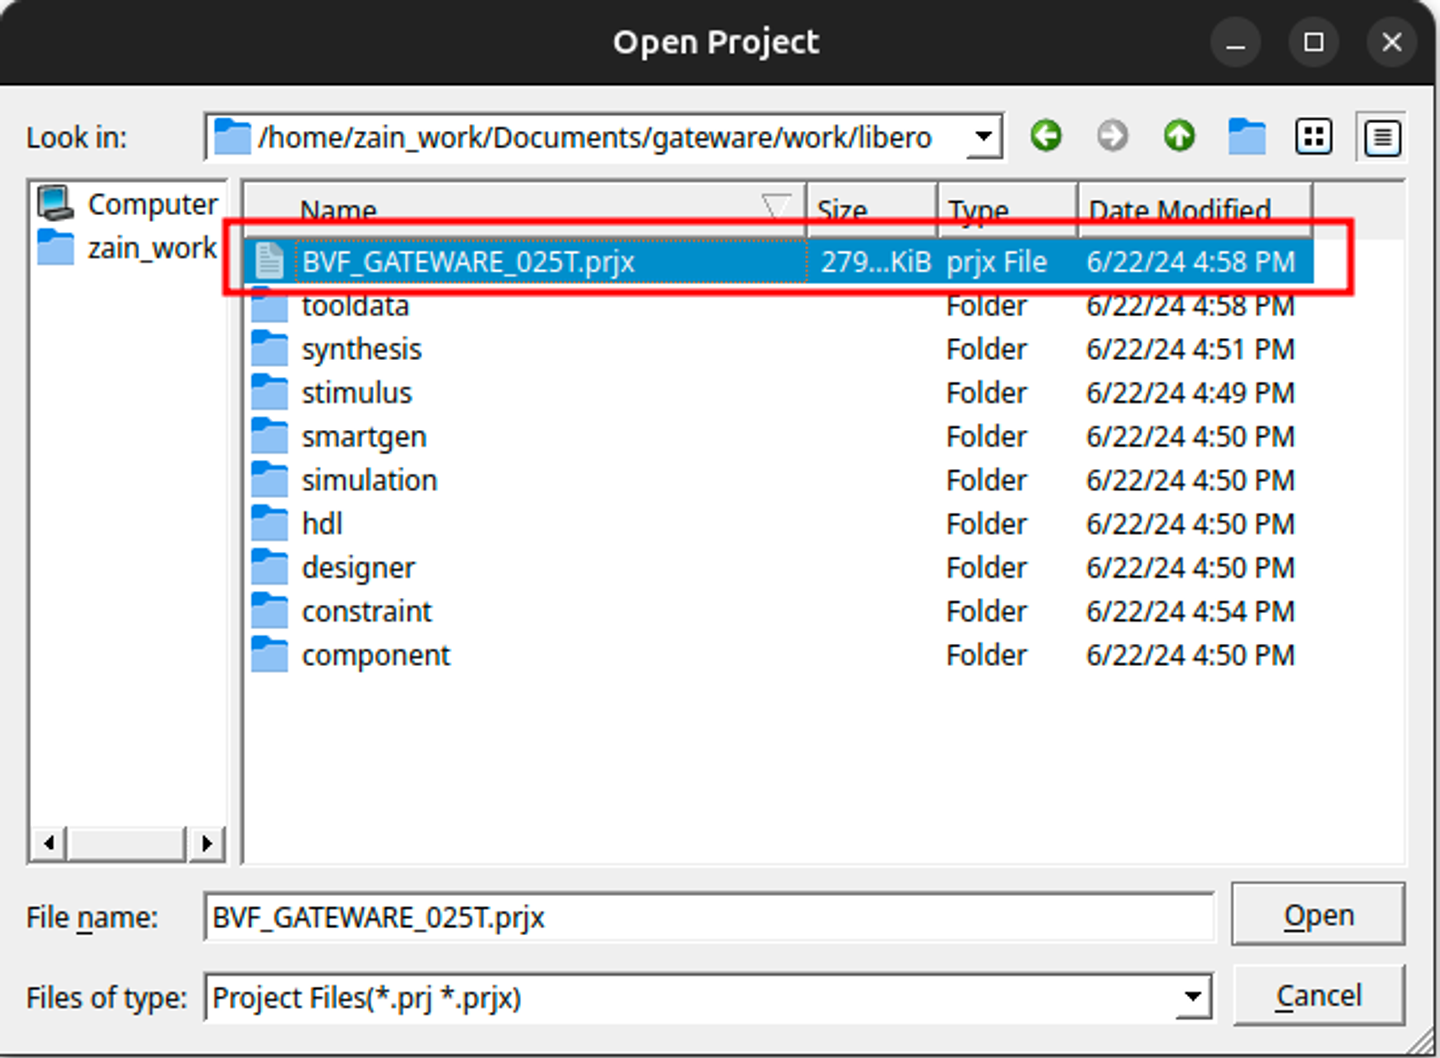 Open Project
Look in: /home/zain_work/Documents/gateware/work/libero
Computer
zain_work
Name Size Type Date Modified
BVF_GATEWARE_025T.prjx 279...KiB prjx File 6/22/24 4:58 PM
tooldata Folder 6/22/24 4:58 PM
synthesis Folder 6/22/24 4:51 PM
stimulus Folder 6/22/24 4:49 PM
smartgen Folder 6/22/24 4:50 PM
simulation Folder 6/22/24 4:50 PM
hdl Folder 6/22/24 4:50 PM
designer Folder 6/22/24 4:50 PM
constraint Folder 6/22/24 4:54 PM
component Folder 6/22/24 4:50 PM
File name: BVF_GATEWARE_025T.prjx Open
Files of type: Project Files(*.prj *.prjx) Cancel